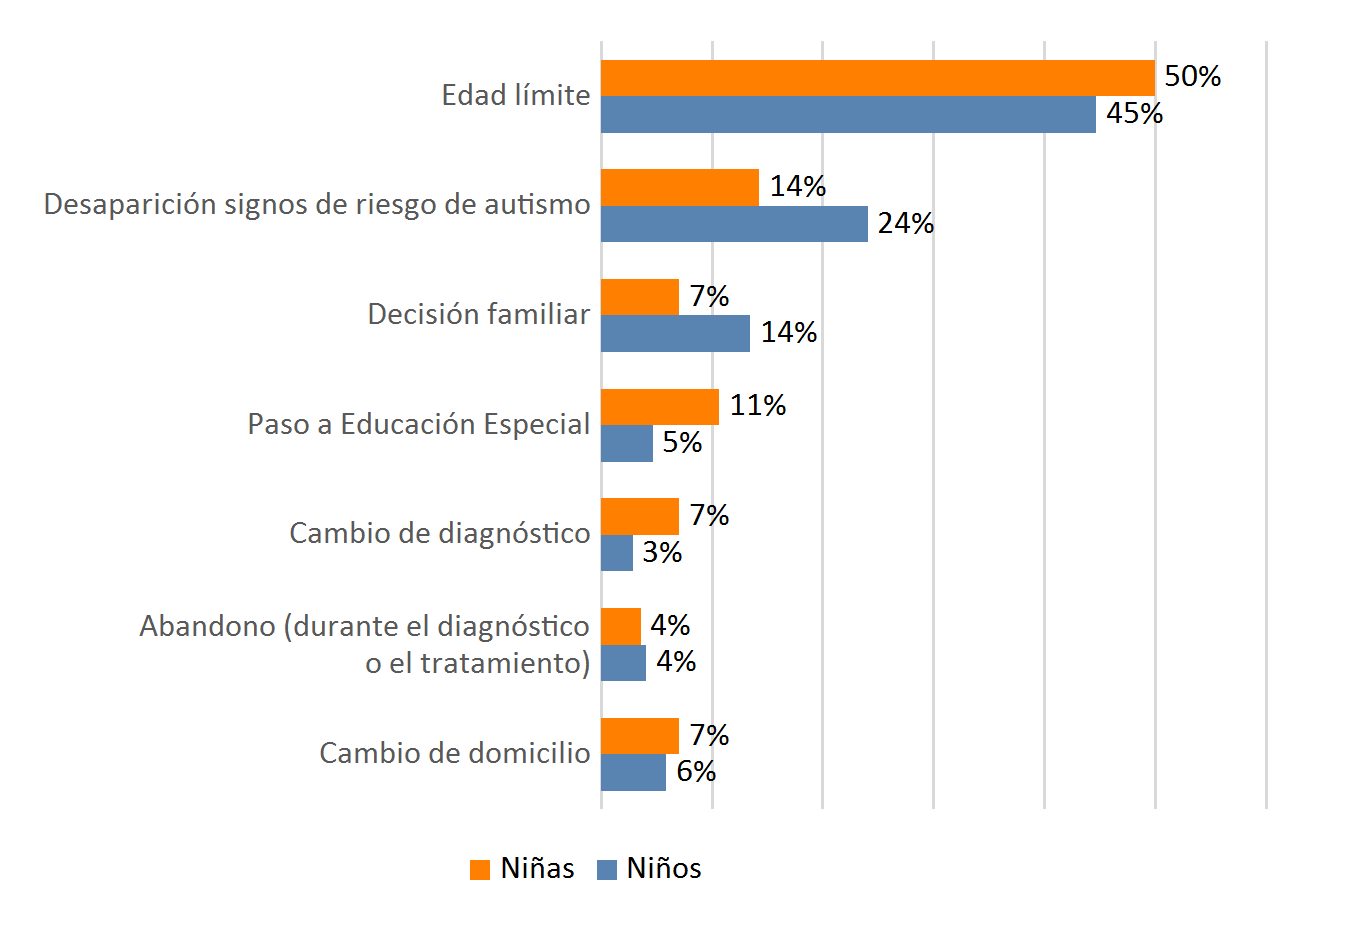 Edad límite
50%
45%
Desaparición signos de riesgo de autismo
14%
24%
Decisión familiar
7%
14%
Paso a Educación Especial
11%
5%
Cambio de diagnóstico
7%
3%
Abandono (durante el diagnóstico
o el tratamiento)
4%
4%
Cambio de domicilio
7%
6%
Niñas
Niños